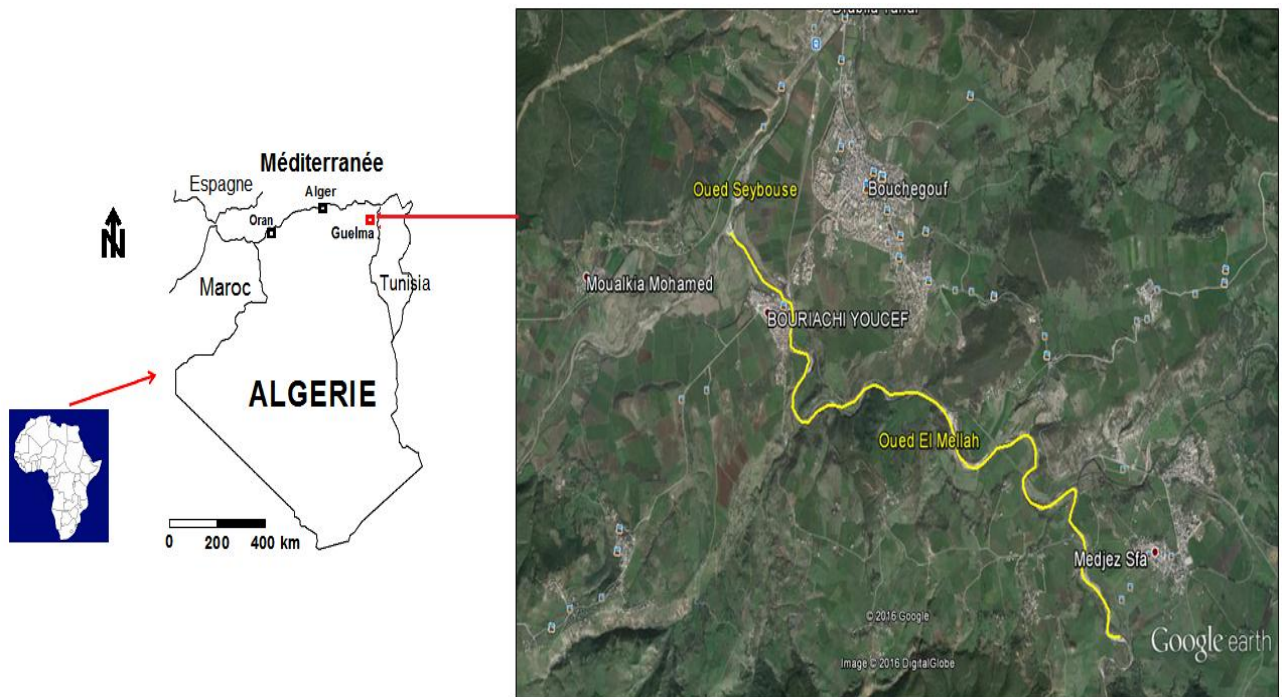 Méditerranée
Espagne
Alger
Oran
Guelma
N
Maroc
Tunisia
ALGERIE
0 200 400 km
Oued Seybouse
Bouchegouf
Moualkia Mohamed
BOURIACHI YOUCEF
Oued El Mellah
Medjez Sfa
© 2016 Google
Google earth
Image © 2016 DigitalGlobe